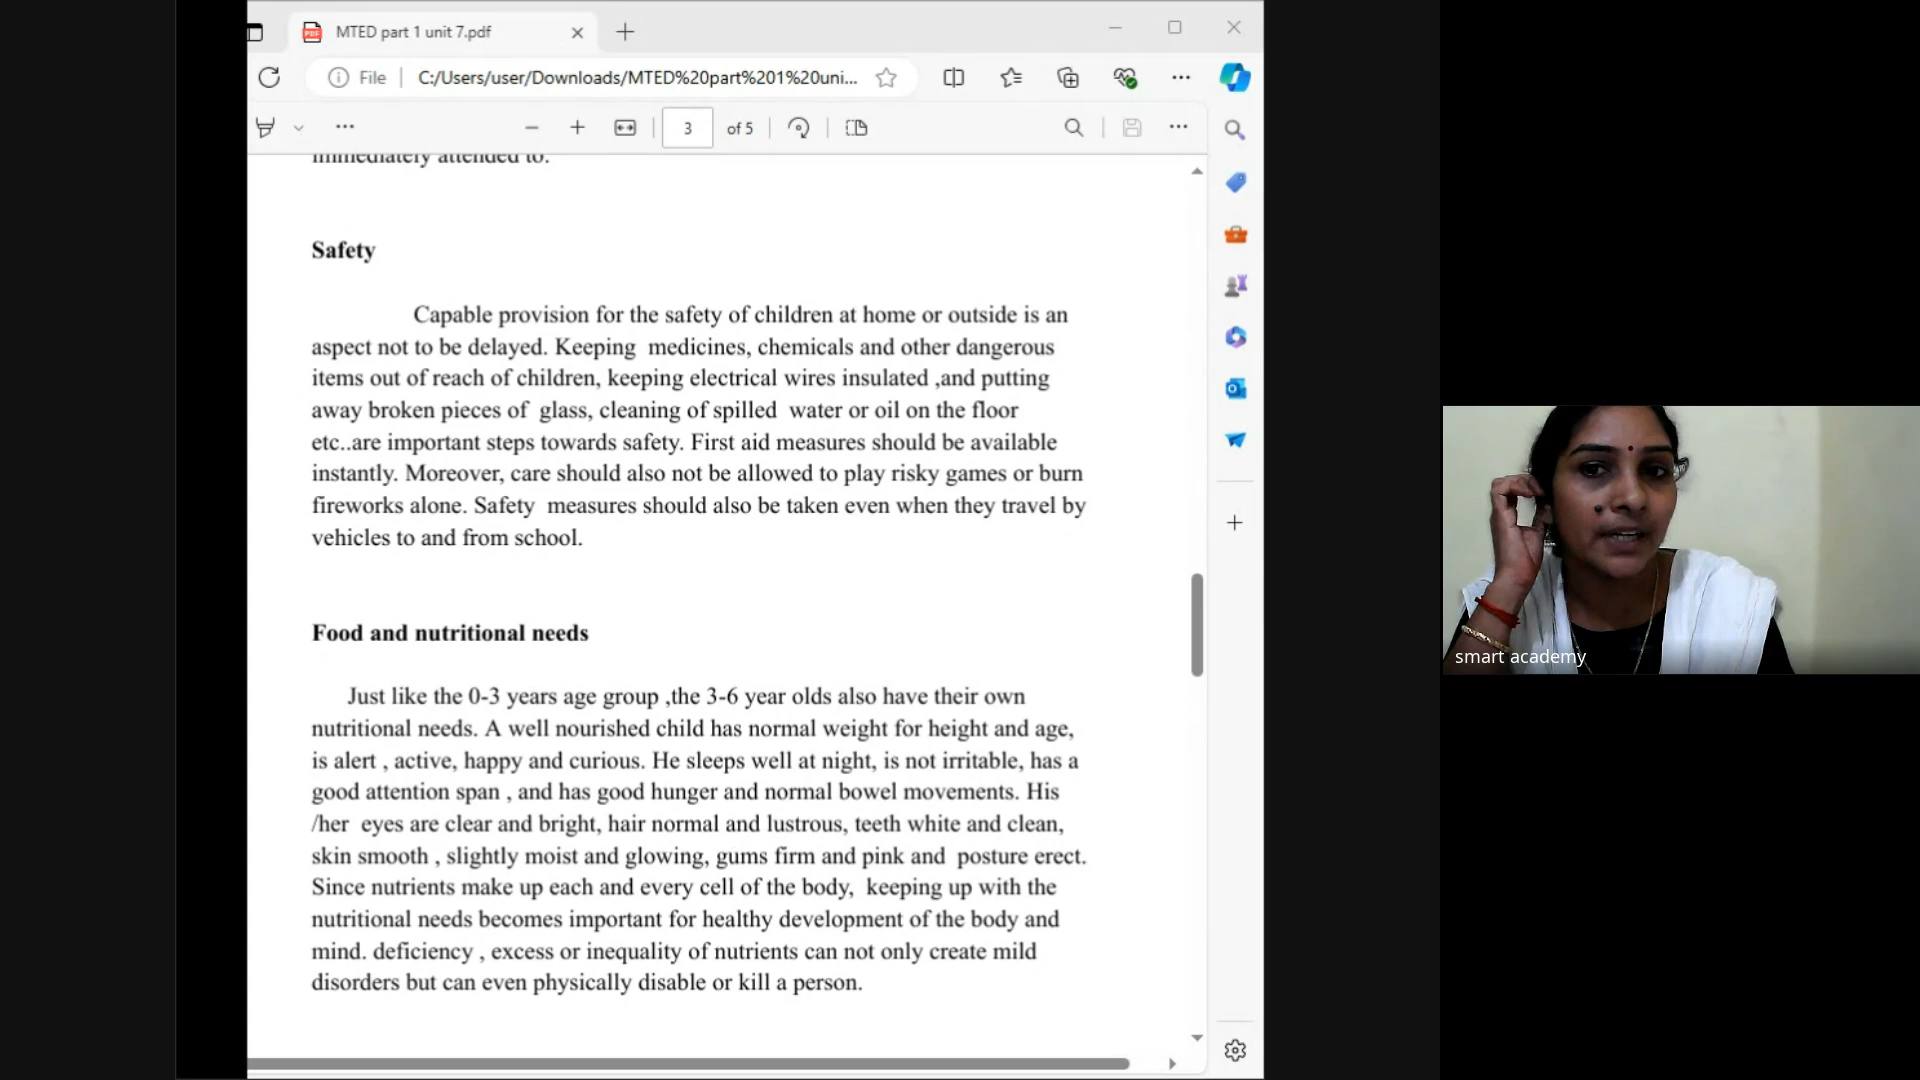 MTED part 1 unit 7.pdf
File
C:/Users/user/Downloads/MTED%20part%201%20uni...
3 of 5
immediately attended to.
Safety
Capable provision for the safety of children at home or outside is an
aspect not to be delayed. Keeping medicines, chemicals and other dangerous
items out of reach of children, keeping electrical wires insulated ,and putting
away broken pieces of glass, cleaning of spilled water or oil on the floor
etc..are important steps towards safety. First aid measures should be available
instantly. Moreover, care should also not be allowed to play risky games or burn
fireworks alone. Safety measures should also be taken even when they travel by
vehicles to and from school.
Food and nutritional needs
Just like the 0-3 years age group ,the 3-6 year olds also have their own
nutritional needs. A well nourished child has normal weight for height and age,
is alert , active, happy and curious. He sleeps well at night, is not irritable, has a
good attention span , and has good hunger and normal bowel movements. His
/her eyes are clear and bright, hair normal and lustrous, teeth white and clean,
skin smooth , slightly moist and glowing, gums firm and pink and posture erect.
Since nutrients make up each and every cell of the body, keeping up with the
nutritional needs becomes important for healthy development of the body and
mind. deficiency , excess or inequality of nutrients can not only create mild
disorders but can even physically disable or kill a person.
smart academy